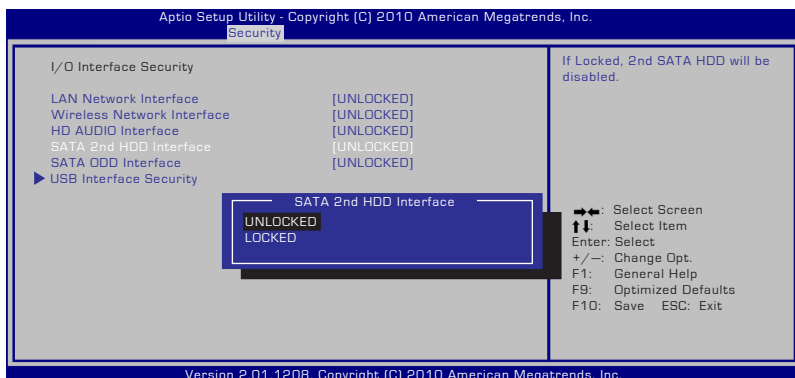 Aptio Setup Utility - Copyright (C) 2010 American Megatrends, Inc.
Security
I/O Interface Security
LAN Network Interface [UNLOCKED]
Wireless Network Interface [UNLOCKED]
HD AUDIO Interface [UNLOCKED]
SATA 2nd HDD Interface [UNLOCKED]
SATA ODD Interface [UNLOCKED]
USB Interface Security
SATA 2nd HDD Interface
UNLOCKED
LOCKED
If Locked, 2nd SATA HDD will be
disabled.
→←: Select Screen
↑↓: Select Item
Enter: Select
+/—: Change Opt.
F1: General Help
F9: Optimized Defaults
F10: Save ESC: Exit
Version 2.01.1208. Copyright (C) 2010 American Megatrends, Inc.